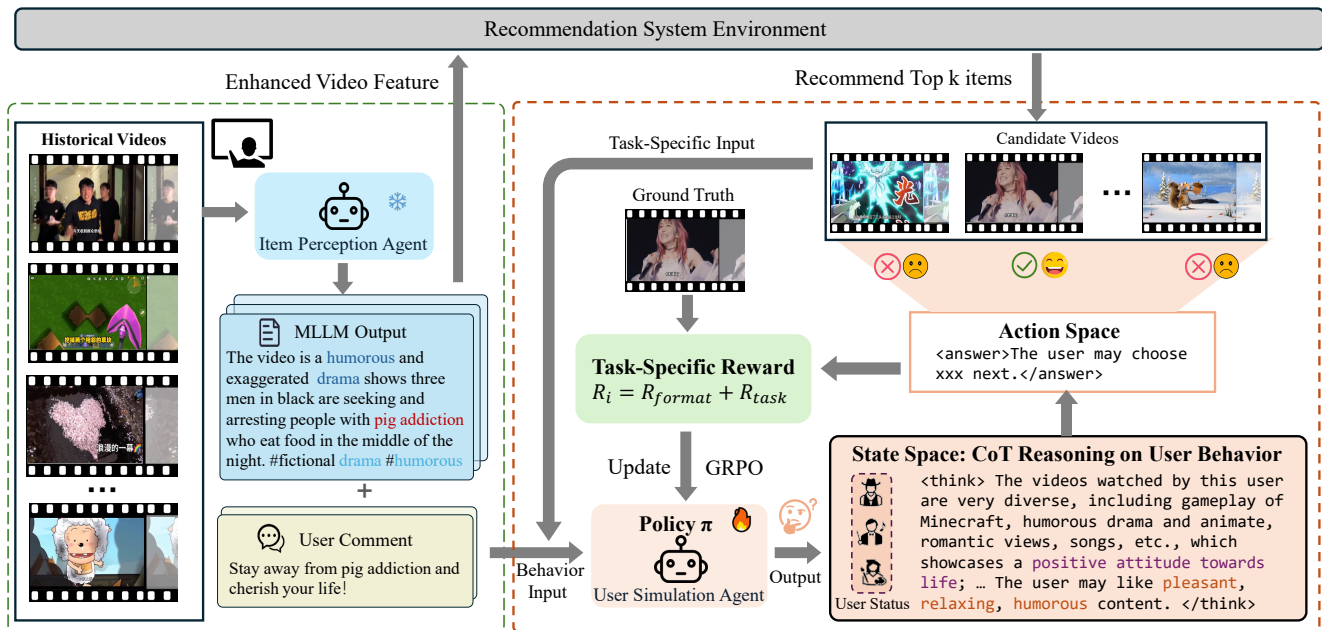 Recommendation System Environment
Enhanced Video Feature
Recommend Top k items
Historical Videos
浪漫的一幕
Item Perception Agent
MLLM Output
The video is a humorous and
exaggerated drama shows three
men in black are seeking and
arresting people with pig addiction
who eat food in the middle of the
night. #fictional drama #humorous
+
User Comment
Stay away from pig addiction and
cherish your life!
Task-Specific Input
Ground Truth
Candidate Videos
光
...
...
Action Space
<answer>The user may choose
xxx next.</answer>
Task-Specific Reward
R_i = R_format + R_task
Update
GRPO
Policy π
User Simulation Agent
Behavior
Input
Output
State Space: CoT Reasoning on User Behavior
<think> The videos watched by this user
are very diverse, including gameplay of
Minecraft, humorous drama and animate,
romantic views, songs, etc., which
showcases a positive attitude towards
life; … The user may like pleasant,
relaxing, humorous content. </think>
User Status